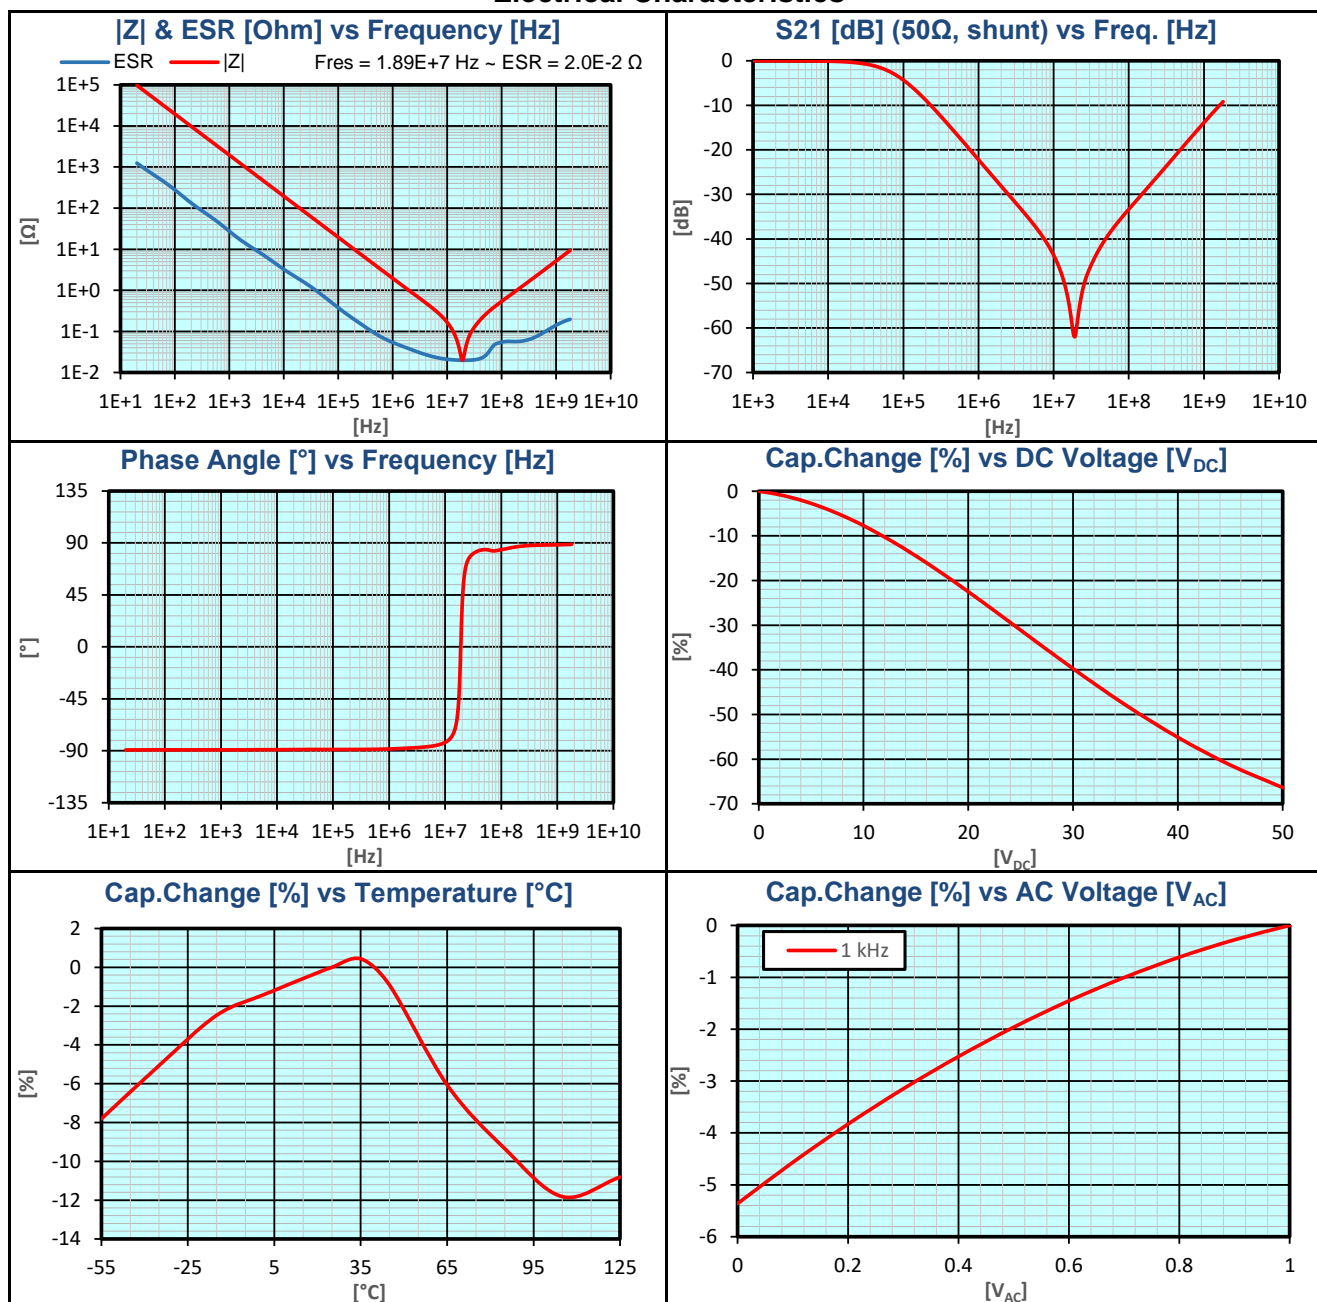 Electrical Characteristics
|Z| & ESR [Ohm] vs Frequency [Hz]
ESR |Z| Fres = 1.89E+7 Hz ~ ESR = 2.0E-2 Ω
1E+5
1E+4
1E+3
1E+2
1E+1
1E+0
1E-1
1E-2
[Ω]
1E+1 1E+2 1E+3 1E+4 1E+5 1E+6 1E+7 1E+8 1E+9 1E+10
[Hz]
S21 [dB] (50Ω, shunt) vs Freq. [Hz]
0
-10
-20
-30
-40
-50
-60
-70
[dB]
1E+3 1E+4 1E+5 1E+6 1E+7 1E+8 1E+9 1E+10
[Hz]
Phase Angle [°] vs Frequency [Hz]
135
90
45
0
-45
-90
-135
[°]
1E+1 1E+2 1E+3 1E+4 1E+5 1E+6 1E+7 1E+8 1E+9 1E+10
[Hz]
Cap.Change [%] vs DC Voltage [VDC]
0
-10
-20
-30
-40
-50
-60
-70
[%]
0 10 20 30 40 50
[VDC]
Cap.Change [%] vs Temperature [°C]
2
0
-2
-4
-6
-8
-10
-12
-14
[%]
-55 -25 5 35 65 95 125
[°C]
Cap.Change [%] vs AC Voltage [VAC]
1 kHz
0
-1
-2
-3
-4
-5
-6
[%]
0 0.2 0.4 0.6 0.8 1
[VAC]